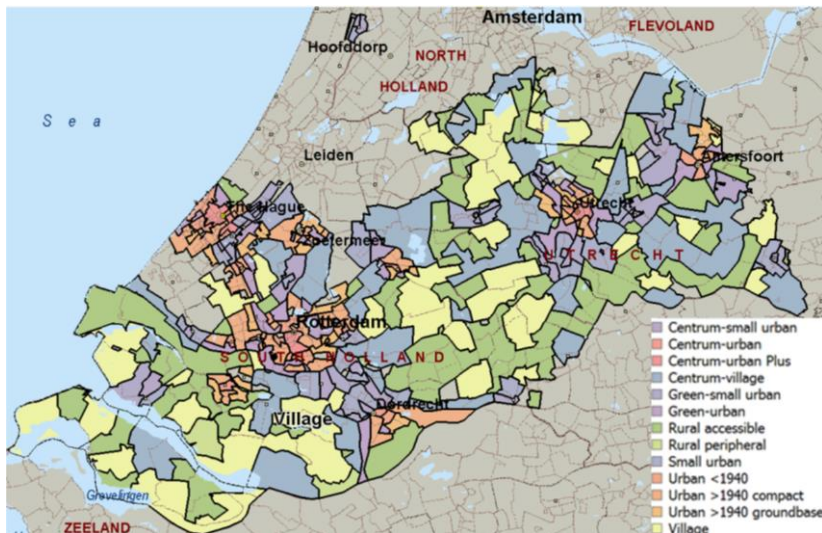 Amsterdam
FLEVOLAND
Hoofddorp
NORTH
HOLLAND
Sea
Leiden
Amersfoort
The Hague
Utrecht
Zoetermeer
UTRECHT
Rotterdam
SOUTH HOLLAND
Dordrecht
Village
Grevelingen
ZEELAND
Centrum-small urban
Centrum-urban
Centrum-urban Plus
Centrum-village
Green-small urban
Green-urban
Rural accessible
Rural peripheral
Small urban
Urban <1940
Urban >1940 compact
Urban >1940 groundbase
Village